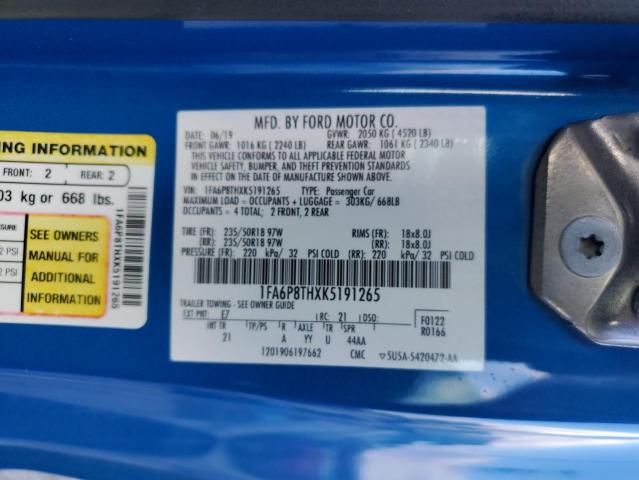 MFD. BY FORD MOTOR CO.
DATE: 06/19 GVWR: 2050 KG ( 4520 LB)
FRONT GAWR: 1016 KG ( 2240 LB) REAR GAWR: 1061 KG ( 2340 LB)
THIS VEHICLE CONFORMS TO ALL APPLICABLE FEDERAL MOTOR
VEHICLE SAFETY, BUMPER, AND THEFT PREVENTION STANDARDS
IN EFFECT ON THE DATE OF MANUFACTURE SHOWN ABOVE.
VIN: 1FA6P8THXK5191265 TYPE: Passenger Car
MAXIMUM LOAD = OCCUPANTS + LUGGAGE = 303KG/ 668LB
OCCUPANTS = 4 TOTAL; 2 FRONT, 2 REAR
TIRE (FF): 235/50R18 97W RIMS (FF): 18x8.0J
(RR): 235/50R18 97W (RR): 18x8.0J
PRESSURE (FF): 220 kPa/ 32 PSI COLD (RR): 220 kPa/ 32 PSI COLD
1FA6P8THXK5191265
TRAILER TOWING - SEE OWNER GUIDE
EXT PNT: E7 RC: 21 DSO: F0122
INT TR TP/PS R AXLE TR SPR R0166
21 A YY U 44AA
1201906197662 CMC 5U5A-5420472-AA
ING INFORMATION
FRONT: 2 REAR: 2
03 kg or 668 lbs.
SEE OWNERS
MANUAL FOR
ADDITIONAL
INFORMATION
2 PSI
2 PSI
1FA6P8THXK5191265